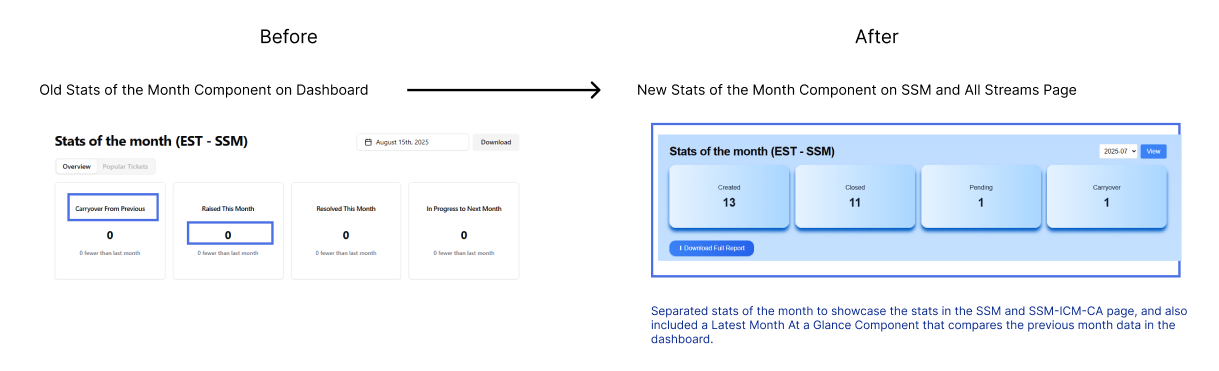 Before
After
Old Stats of the Month Component on Dashboard
New Stats of the Month Component on SSM and All Streams Page
Stats of the month (EST - SSM)
August 15th, 2025
Download
Overview
Popular Tickets
Carryover From Previous
0
0 fewer than last month
Raised This Month
0
0 fewer than last month
Resolved This Month
0
0 fewer than last month
In Progress to Next Month
0
0 fewer than last month
Stats of the month (EST - SSM)
2025-07
View
Created
13
Closed
11
Pending
1
Carryover
1
⬇ Download Full Report
Separated stats of the month to showcase the stats in the SSM and SSM-ICM-CA page, and also
included a Latest Month At a Glance Component that compares the previous month data in the
dashboard.